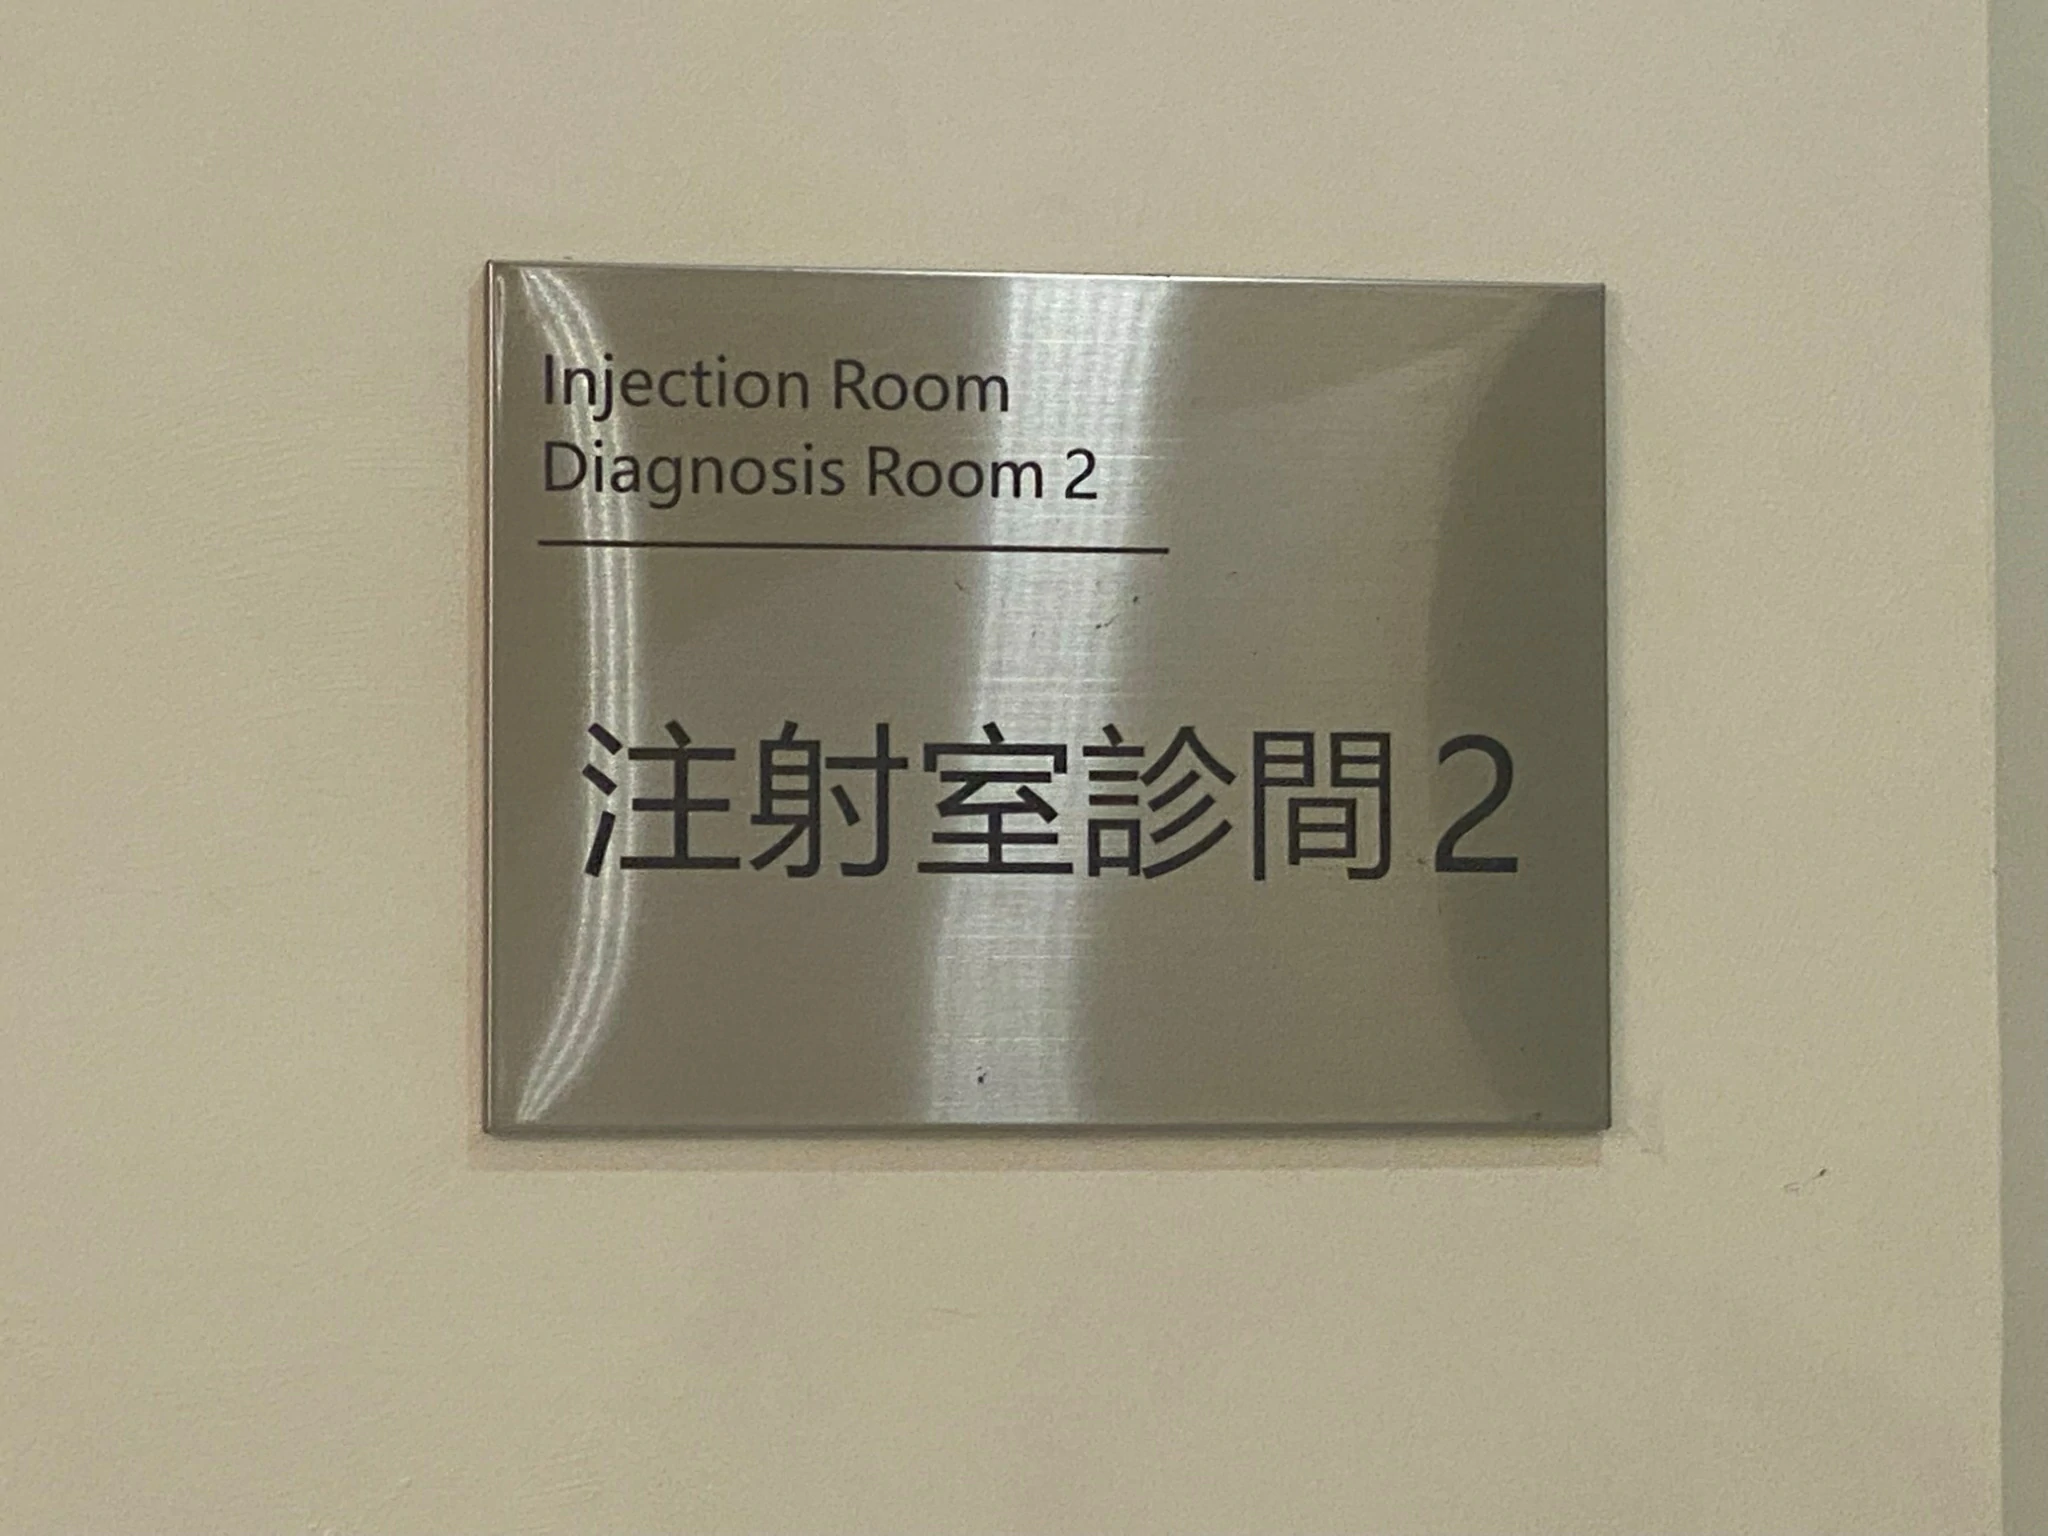 Injection Room
Diagnosis Room 2
注射室診間2